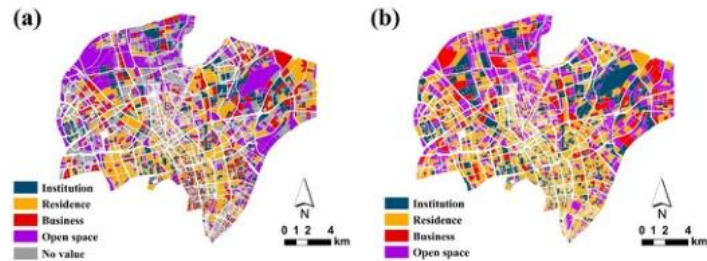 (a)
Institution
Residence
Business
Open space
No value
N
0 1 2 4
km
(b)
Institution
Residence
Business
Open space
N
0 1 2 4
km